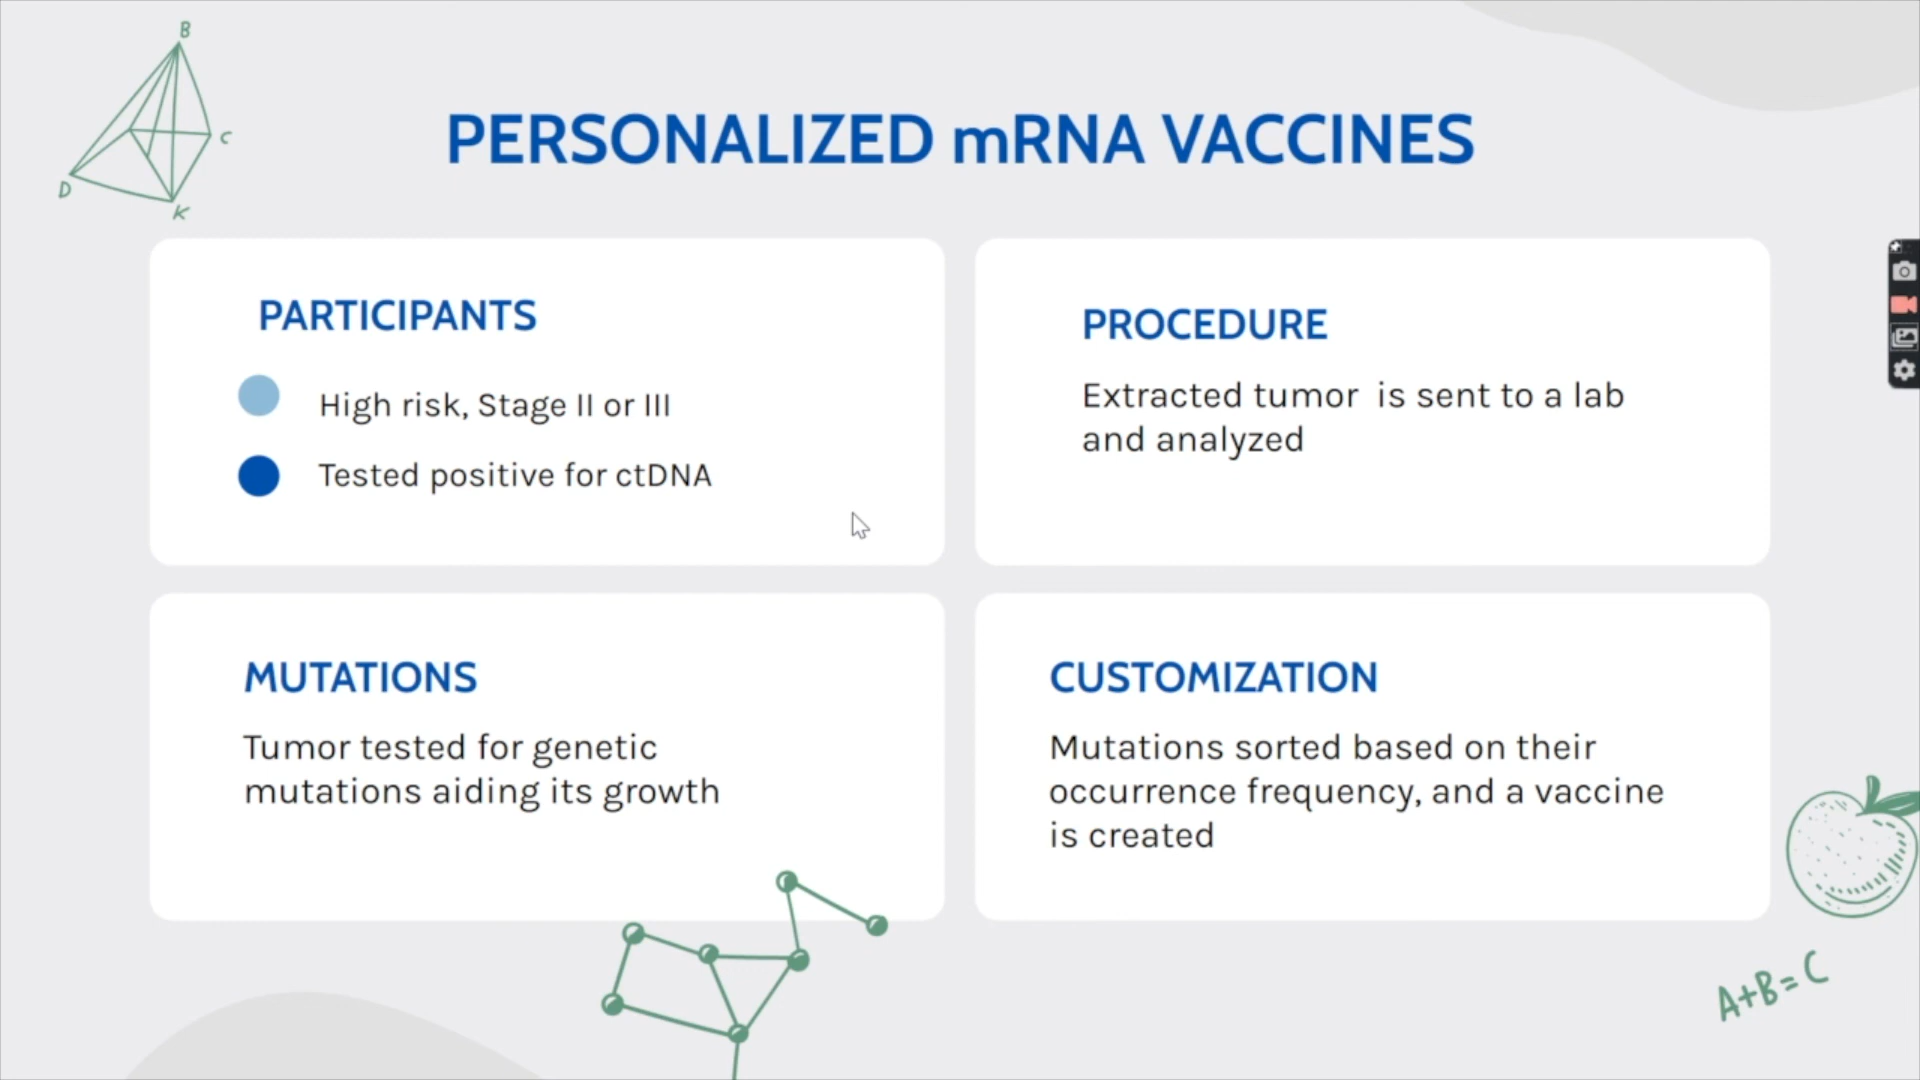 B
C
D
K
PERSONALIZED mRNA VACCINES
PARTICIPANTS
High risk, Stage II or III
Tested positive for ctDNA
PROCEDURE
Extracted tumor is sent to a lab
and analyzed
MUTATIONS
Tumor tested for genetic
mutations aiding its growth
CUSTOMIZATION
Mutations sorted based on their
occurrence frequency, and a vaccine
is created
A+B=C